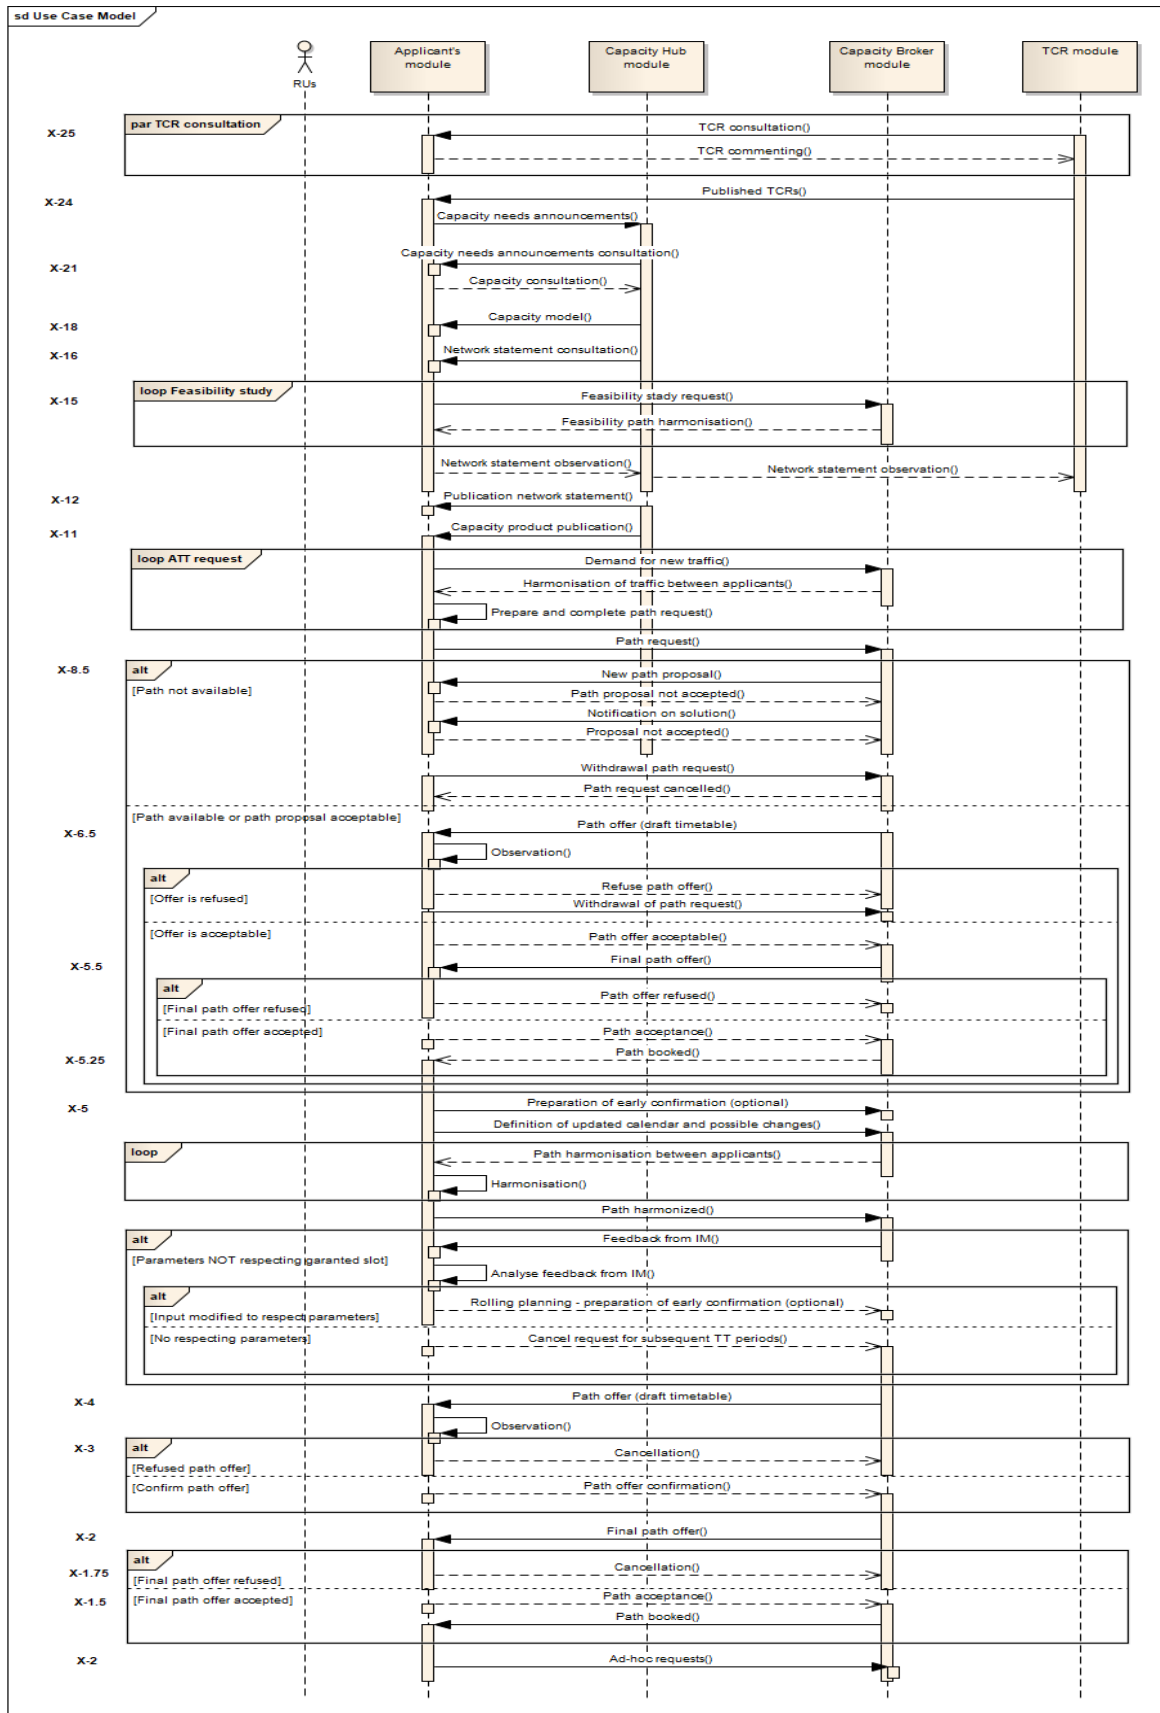 sd Use Case Model
RUs
Applicant's
module
Capacity Hub
module
Capacity Broker
module
TCR module
X-25
par TCR consultation
TCR consultation()
TCR commenting()
X-24
Published TCRs()
Capacity needs announcements()
Capacity needs announcements consultation()
X-21
Capacity consultation()
X-18
Capacity model()
X-16
Network statement consultation()
loop Feasibility study
X-15
Feasibility stady request()
Feasibility path harmonisation()
Network statement observation()
Network statement observation()
X-12
Publication network statement()
X-11
Capacity product publication()
loop ATT request
Demand for new traffic()
Harmonisation of traffic between applicants()
Prepare and complete path request()
Path request()
X-8.5
alt
New path proposal()
[Path not available]
Path proposal not accepted()
Notification on solution()
Proposal not accepted()
Withdrawal path request()
Path request cancelled()
[Path available or path proposal acceptable]
X-6.5
Path offer (draft timetable)
Observation()
alt
Refuse path offer()
[Offer is refused]
Withdrawal of path request()
[Offer is acceptable]
Path offer acceptable()
X-5.5
Final path offer()
alt
Path offer refused()
[Final path offer refused]
[Final path offer accepted]
Path acceptance()
X-5.25
Path booked()
X-5
Preparation of early confirmation (optional)
Definition of updated calendar and possible changes()
loop
Path harmonisation between applicants()
Harmonisation()
Path harmonized()
alt
Feedback from IM()
[Parameters NOT respecting garanted slot]
Analyse feedback from IM()
alt
Rolling planning - preparation of early confirmation (optional)
[Input modified to respect parameters]
[No respecting parameters]
Cancel request for subsequent TT periods()
X-4
Path offer (draft timetable)
Observation()
X-3
alt
Cancellation()
[Refused path offer]
[Confirm path offer]
Path offer confirmation()
X-2
Final path offer()
alt
X-1.75
Cancellation()
[Final path offer refused]
X-1.5
[Final path offer accepted]
Path acceptance()
Path booked()
X-2
Ad-hoc requests()